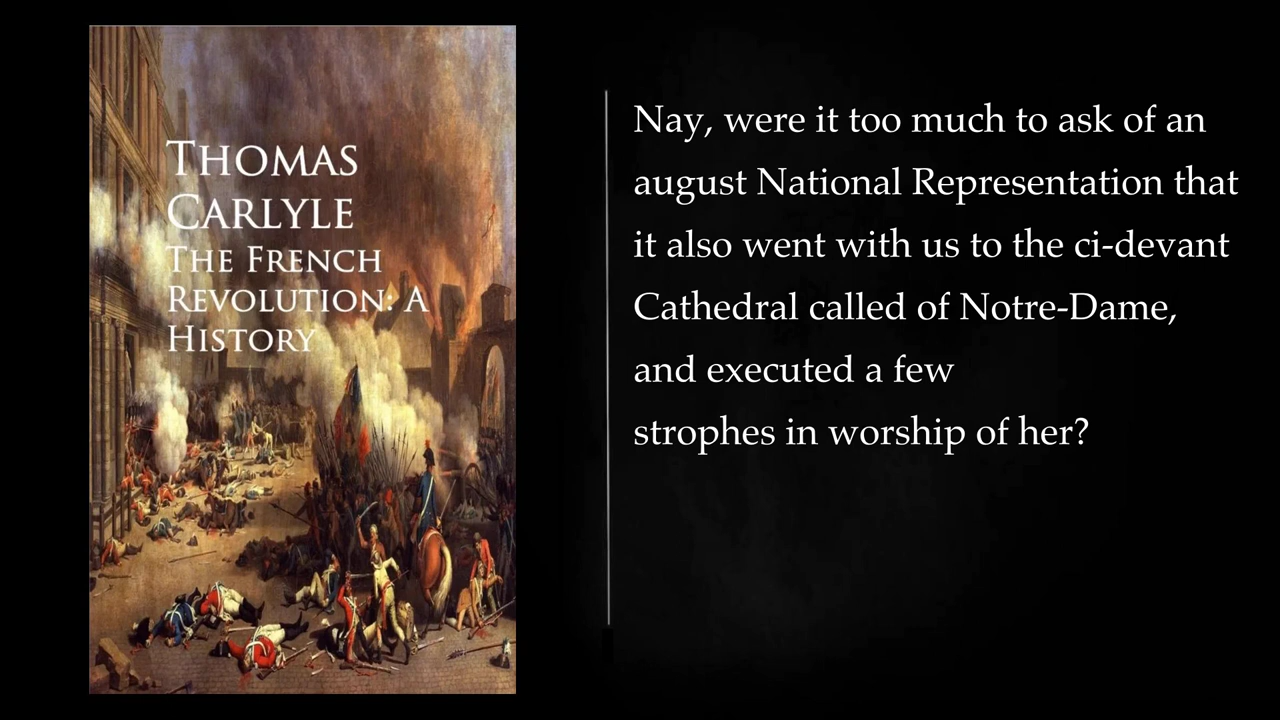 THOMAS
CARLYLE
THE FRENCH
REVOLUTION: A
HISTORY
Nay, were it too much to ask of an
august National Representation that
it also went with us to the ci-devant
Cathedral called of Notre-Dame,
and executed a few
strophes in worship of her?